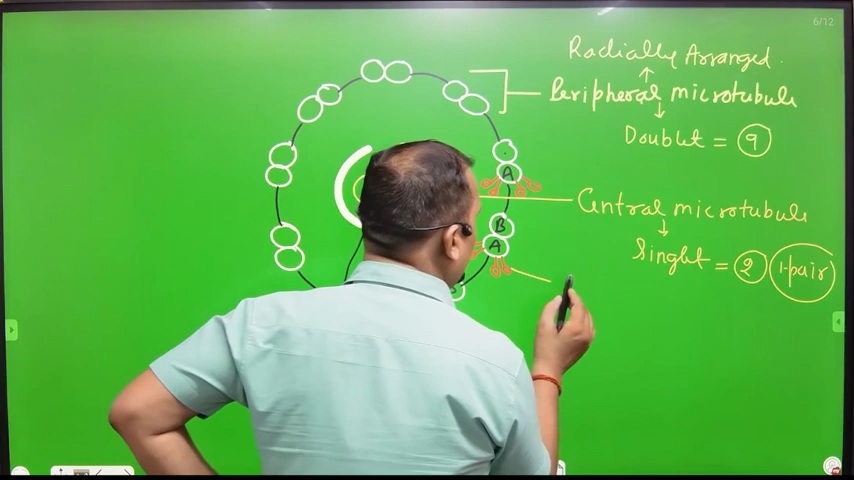 6/12
Radially Arranged.
Peripheral microtubule
Doublet = 9
A
Central microtubule
B
A
Singlet = 2 1-pair